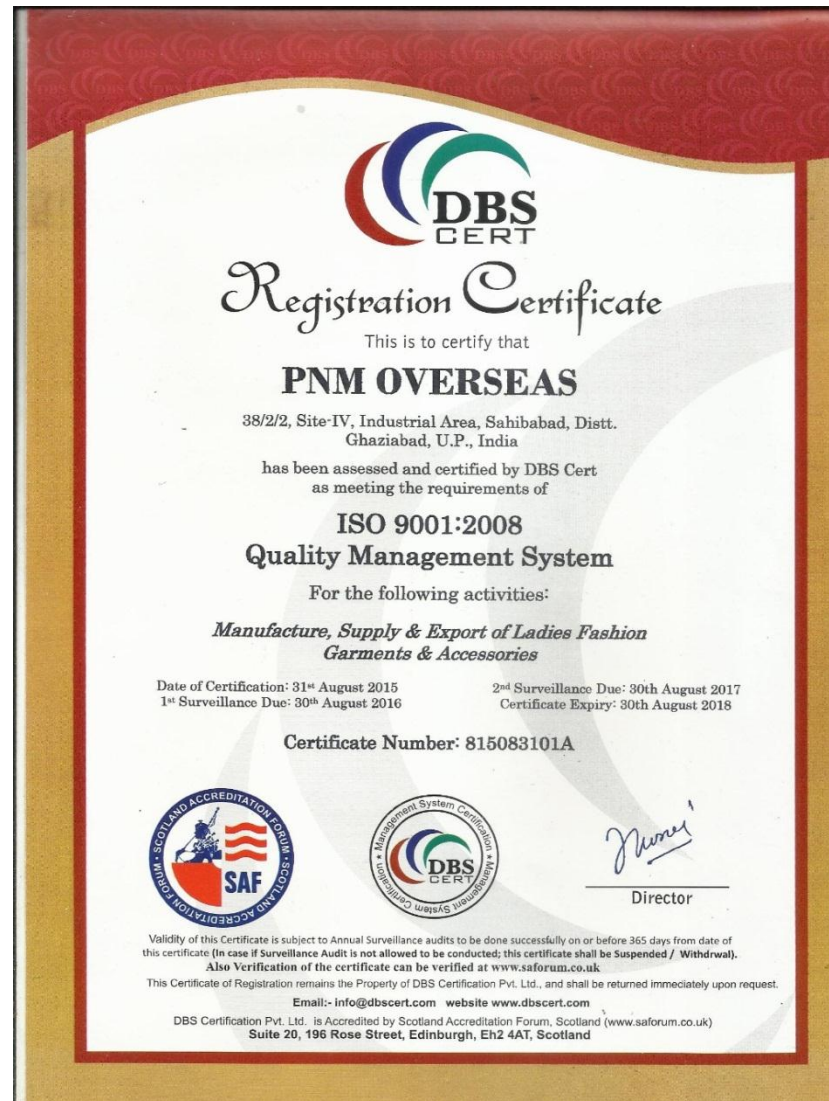 DBS
CERT
Registration Certificate
This is to certify that
PNM OVERSEAS
38/2/2, Site-IV, Industrial Area, Sahibabad, Distt.
Ghaziabad, U.P., India
has been assessed and certified by DBS Cert
as meeting the requirements of
ISO 9001:2008
Quality Management System
For the following activities:
Manufacture, Supply & Export of Ladies Fashion
Garments & Accessories
Date of Certification: 31st August 2015
1st Surveillance Due: 30th August 2016
2nd Surveillance Due: 30th August 2017
Certificate Expiry: 30th August 2018
Certificate Number: 815083101A
SCOTLAND ACCREDITATION FORUM • SCOTLAND ACCREDITATION FORUM •
SAF
Management System Certification ★ Management System Certification ★
DBS
CERT
Director
Validity of this Certificate is subject to Annual Surveillance audits to be done successfully on or before 365 days from date of
this certificate (In case if Surveillance Audit is not allowed to be conducted; this certificate shall be Suspended / Withdrwal).
Also Verification of the certificate can be verified at www.saforum.co.uk
This Certificate of Registration remains the Property of DBS Certification Pvt. Ltd., and shall be returned immediately upon request.
Email:- info@dbscert.com website www.dbscert.com
DBS Certification Pvt. Ltd. is Accredited by Scotland Accreditation Forum, Scotland (www.saforum.co.uk)
Suite 20, 196 Rose Street, Edinburgh, Eh2 4AT, Scotland